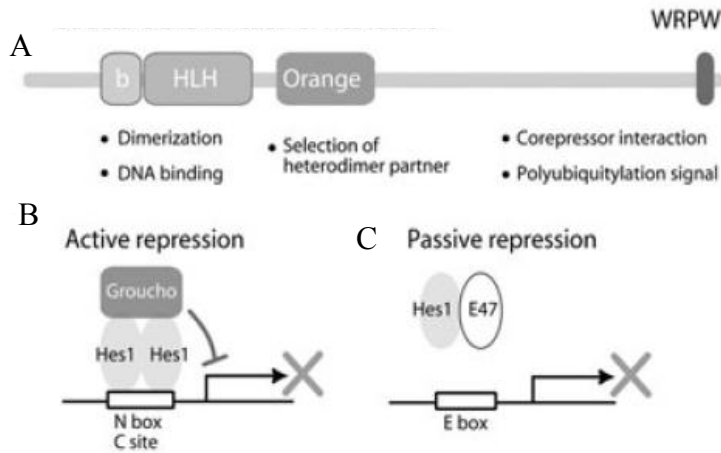 A
WRPW
b
HLH
Orange
• Dimerization
• DNA binding
• Selection of
heterodimer partner
• Corepressor interaction
• Polyubiquitylation signal
B
Active repression
Groucho
Hes1
Hes1
N box
C site
C
Passive repression
Hes1
E47
E box